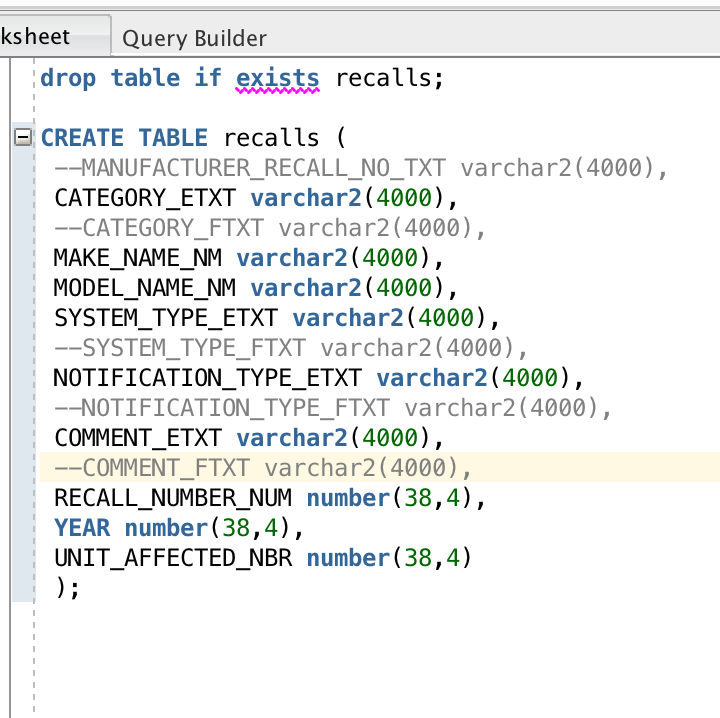 ksheet Query Builder
drop table if exists recalls;
CREATE TABLE recalls (
--MANUFACTURER_RECALL_NO_TXT varchar2(4000),
CATEGORY_ETXT varchar2(4000),
--CATEGORY_FTXT varchar2(4000),
MAKE_NAME_NM varchar2(4000),
MODEL_NAME_NM varchar2(4000),
SYSTEM_TYPE_ETXT varchar2(4000),
--SYSTEM_TYPE_FTXT varchar2(4000),
NOTIFICATION_TYPE_ETXT varchar2(4000),
--NOTIFICATION_TYPE_FTXT varchar2(4000),
COMMENT_ETXT varchar2(4000),
--COMMENT_FTXT varchar2(4000),
RECALL_NUMBER_NUM number(38,4),
YEAR number(38,4),
UNIT_AFFECTED_NBR number(38,4)
);